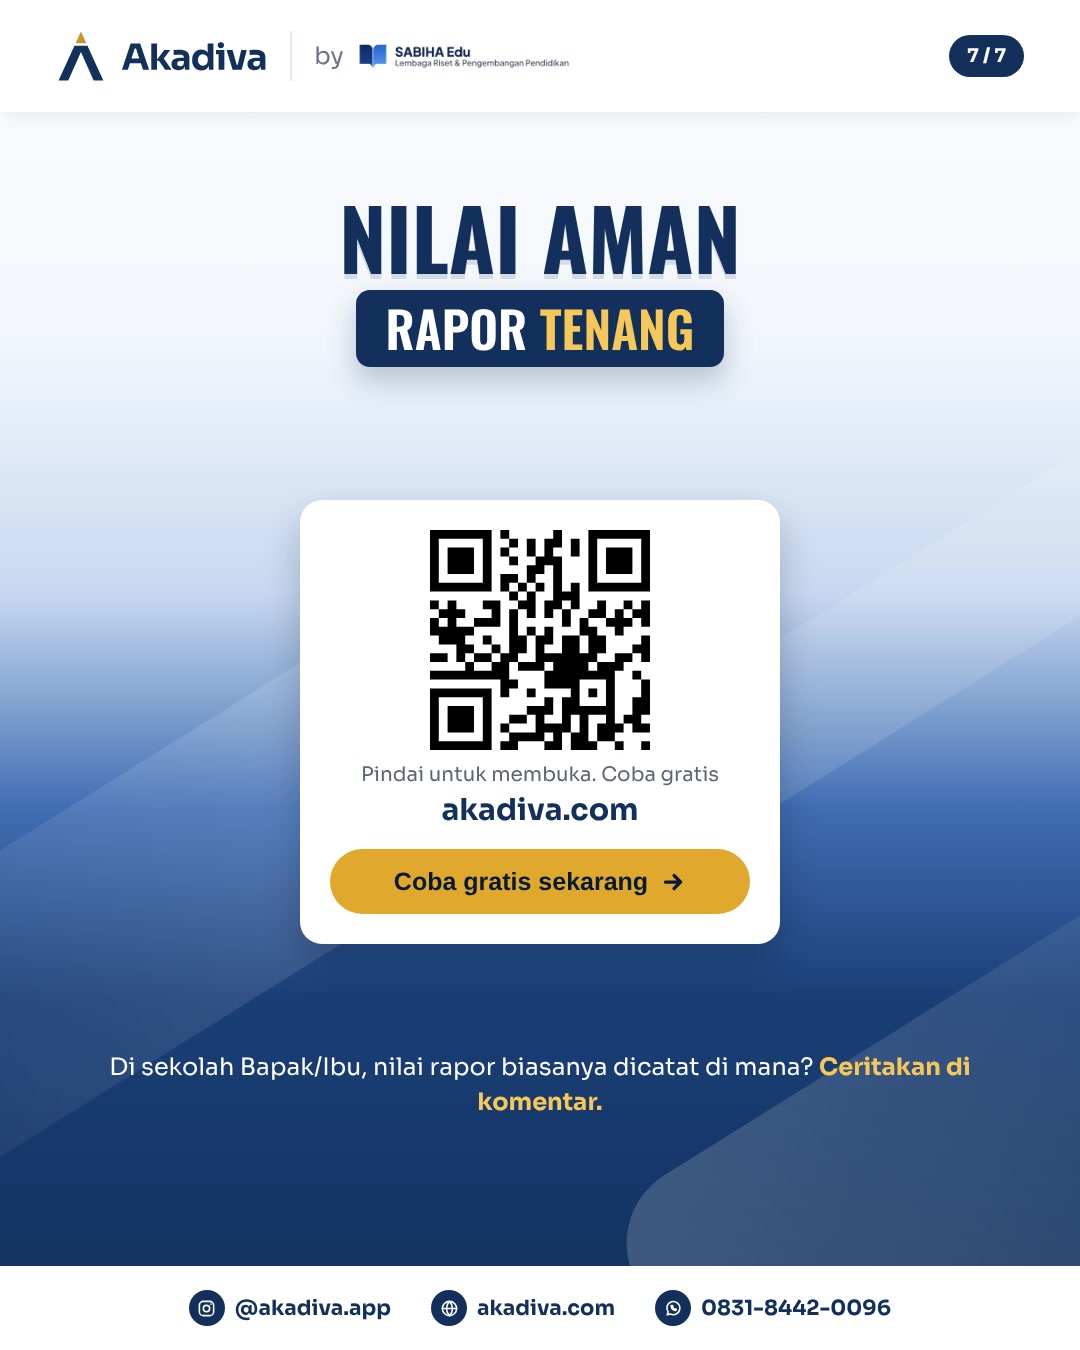 Akadiva
by
SABIHA Edu
Lembaga Riset & Pengembangan Pendidikan
7 / 7
NILAI AMAN
RAPOR TENANG
Pindai untuk membuka. Coba gratis
akadiva.com
Coba gratis sekarang →
Di sekolah Bapak/Ibu, nilai rapor biasanya dicatat di mana? Ceritakan di
komentar.
@akadiva.app
akadiva.com
0831-8442-0096